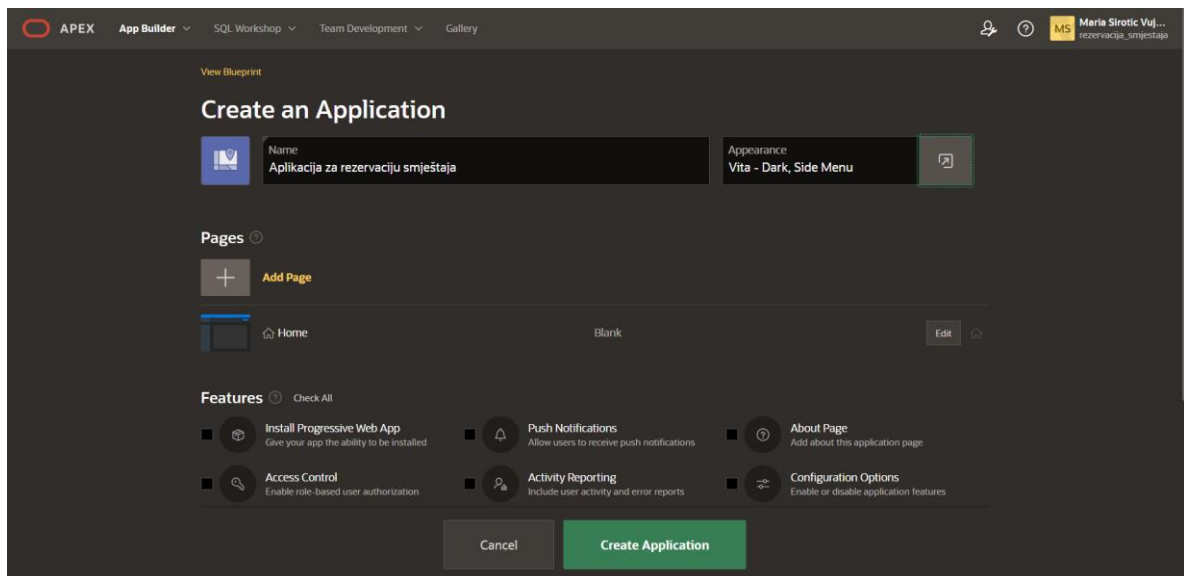 APEX App Builder SQL Workshop Team Development Gallery
MS Maria Sirotic Vuj...
rezervacija_smjestaja
View Blueprint
Create an Application
Name
Aplikacija za rezervaciju smještaja
Appearance
Vita - Dark, Side Menu
Pages
Add Page
Home Blank Edit
Features Check All
Install Progressive Web App
Give your app the ability to be installed
Push Notifications
Allow users to receive push notifications
About Page
Add about this application page
Access Control
Enable role-based user authorization
Activity Reporting
Include user activity and error reports
Configuration Options
Enable or disable application features
Cancel Create Application